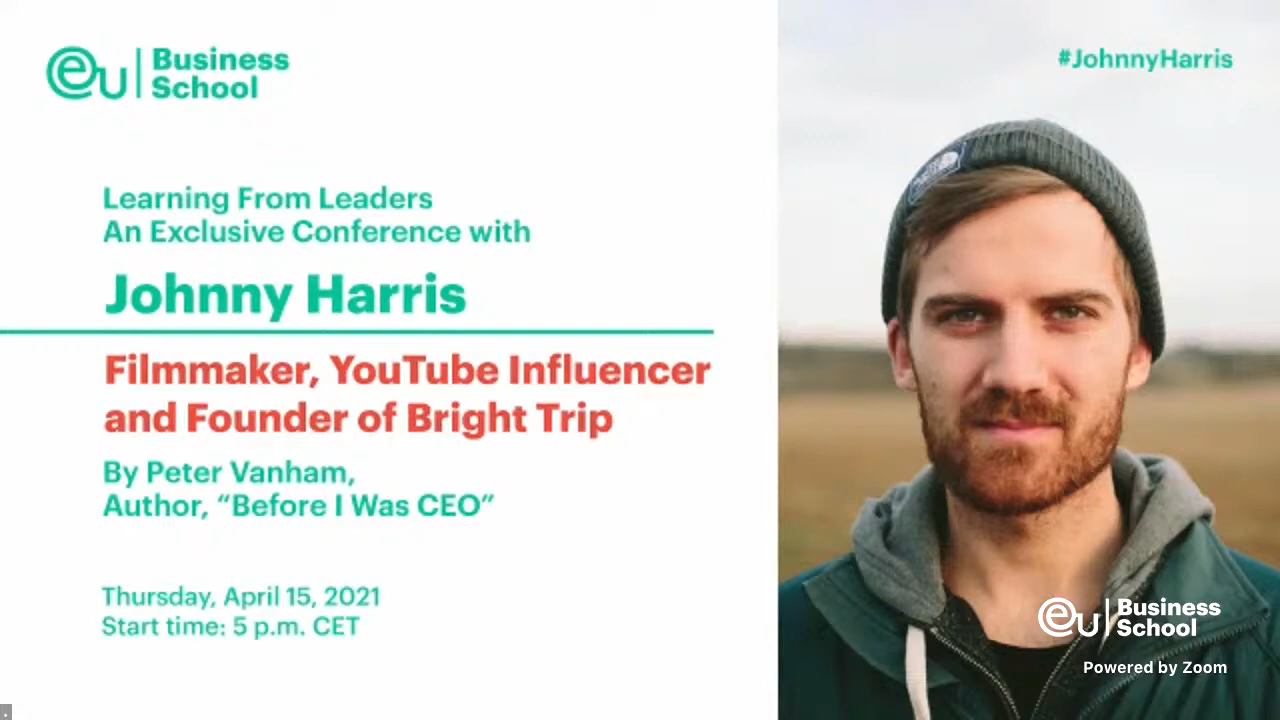 eu Business
School
#JohnnyHarris
Learning From Leaders
An Exclusive Conference with
Johnny Harris
Filmmaker, YouTube Influencer
and Founder of Bright Trip
By Peter Vanham,
Author, “Before I Was CEO”
Thursday, April 15, 2021
Start time: 5 p.m. CET
eu Business
School
Powered by Zoom